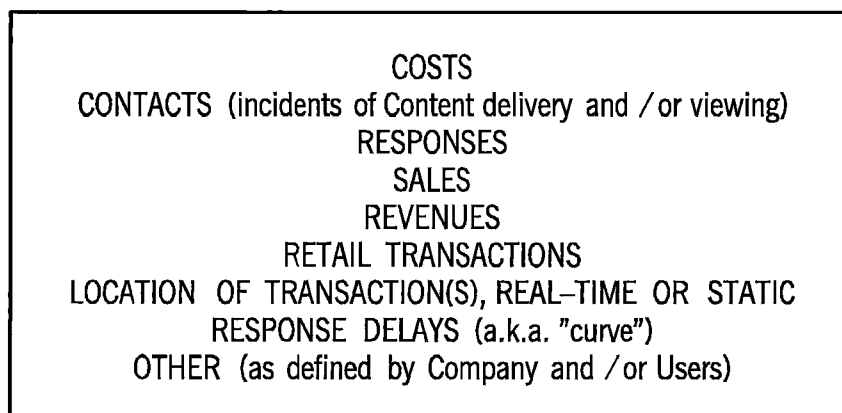 COSTS
CONTACTS (incidents of Content delivery and / or viewing)
RESPONSES
SALES
REVENUES
RETAIL TRANSACTIONS
LOCATION OF TRANSACTION(S), REAL–TIME OR STATIC
RESPONSE DELAYS (a.k.a. "curve")
OTHER (as defined by Company and / or Users)